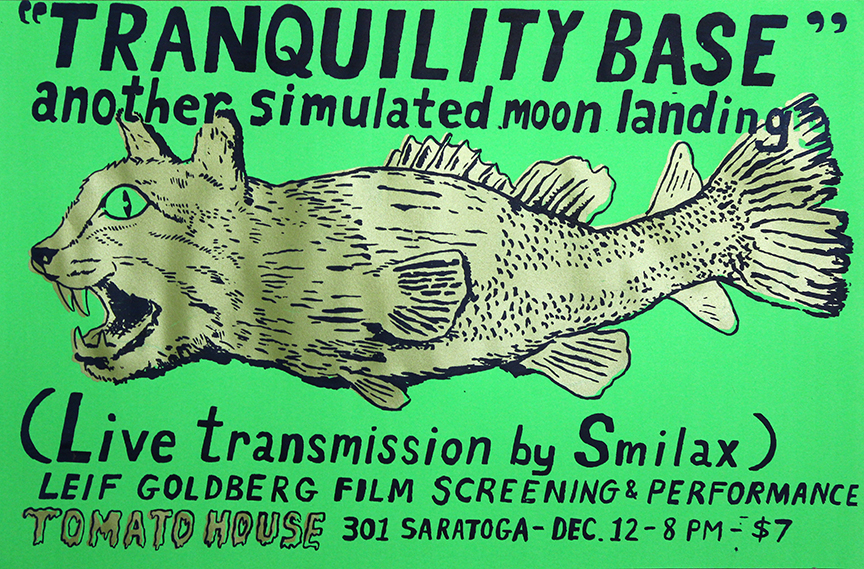 “TRANQUILITY BASE”
another simulated moon landing
(Live transmission by Smilax)
LEIF GOLDBERG FILM SCREENING & PERFORMANCE
TOMATO HOUSE 301 SARATOGA - DEC. 12 - 8 PM - $7